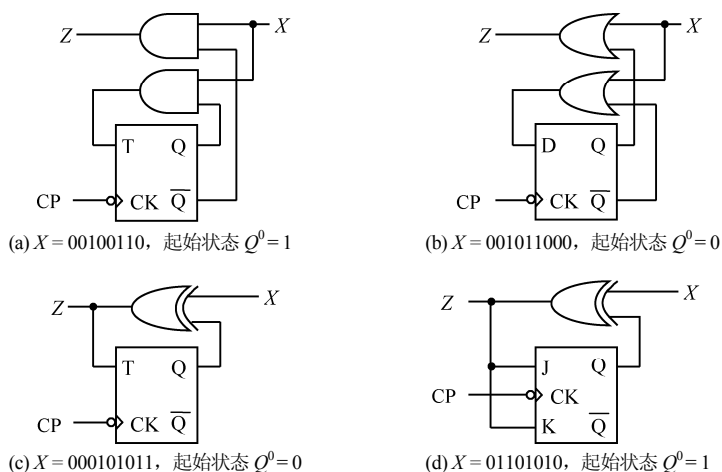 Z X
T Q
CP CK Q̅
(a) X = 00100110，起始状态 Q⁰ = 1
Z X
D Q
CP CK Q̅
(b) X = 001011000，起始状态 Q⁰ = 0
Z X
T Q
CP CK Q̅
(c) X = 000101011，起始状态 Q⁰ = 0
Z X
J Q
CP CK
K Q̅
(d) X = 01101010，起始状态 Q⁰ = 1